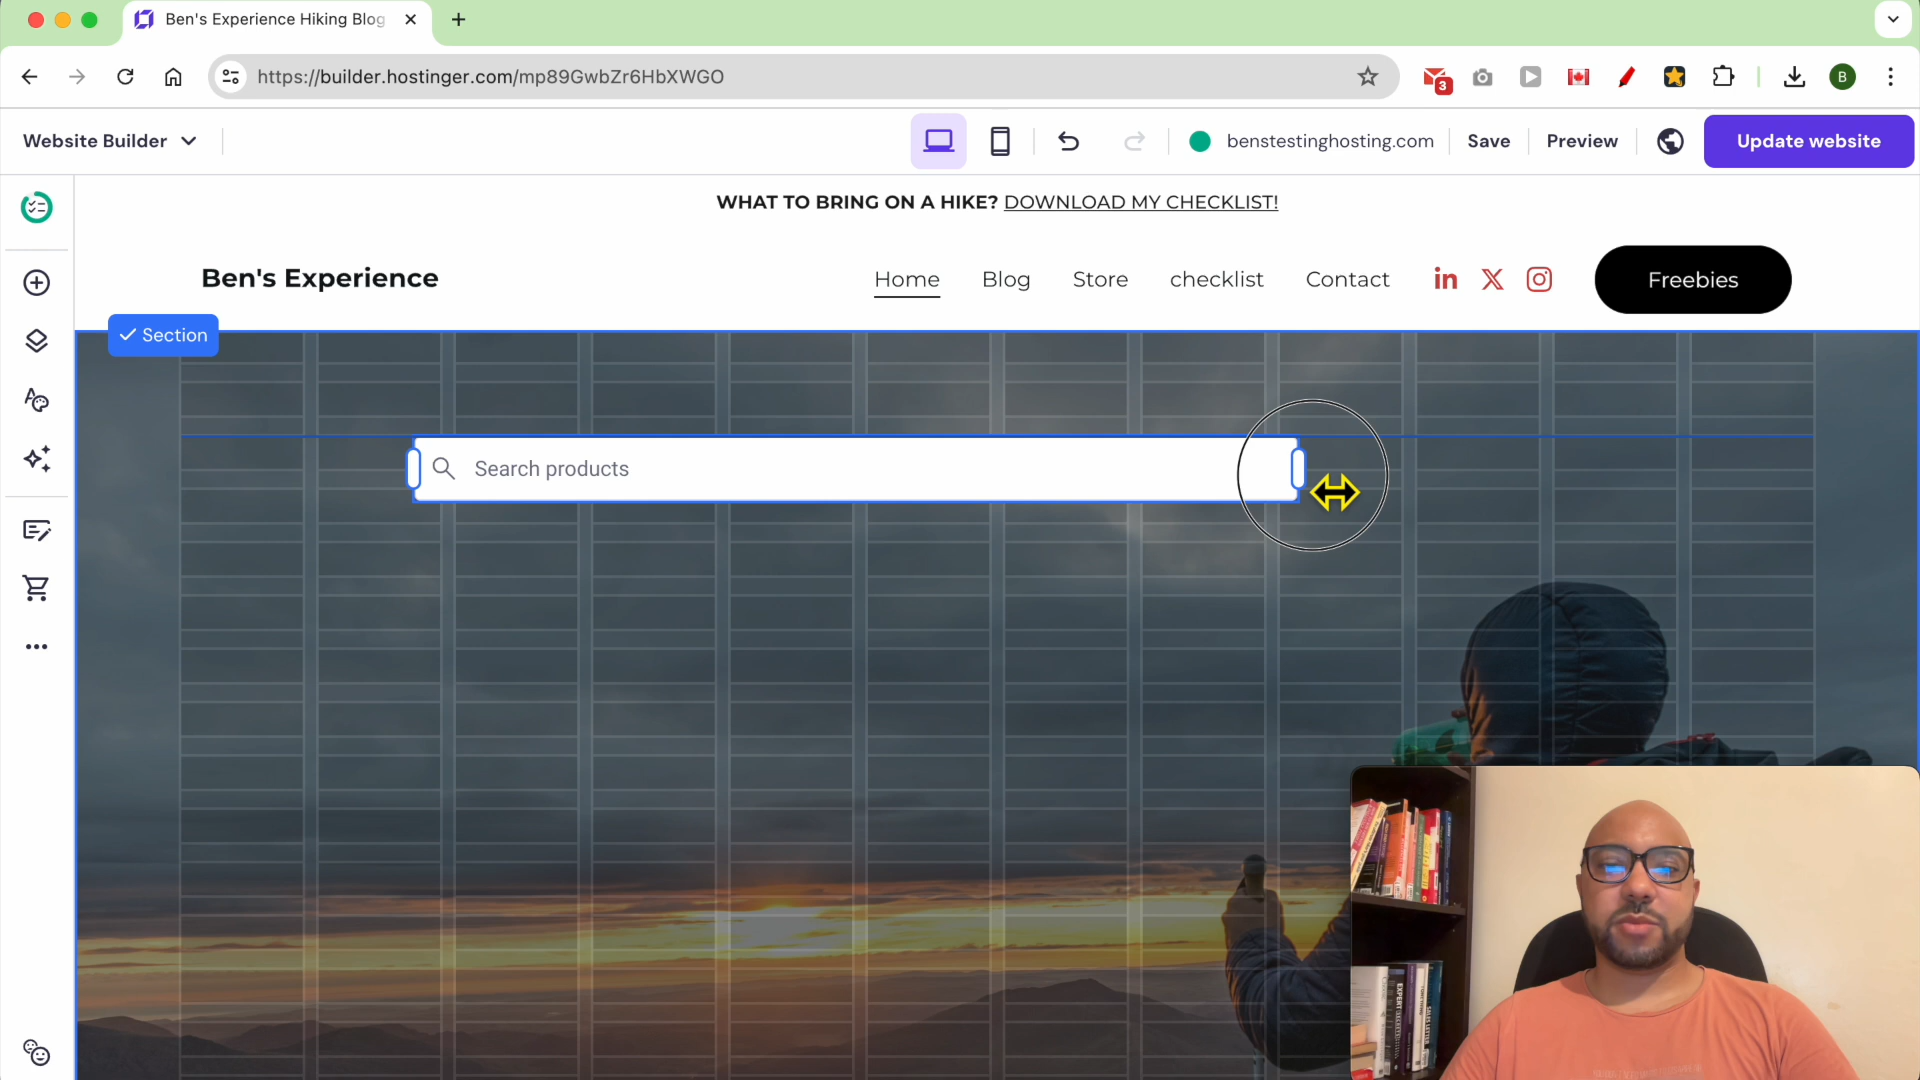 Ben's Experience Hiking Blog
https://builder.hostinger.com/mp89GwbZr6HbXWGO
3
B
Website Builder
benstestinghosting.com
Save
Preview
Update website
WHAT TO BRING ON A HIKE? DOWNLOAD MY CHECKLIST!
Ben's Experience
Home
Blog
Store
checklist
Contact
Freebies
Section
Search products